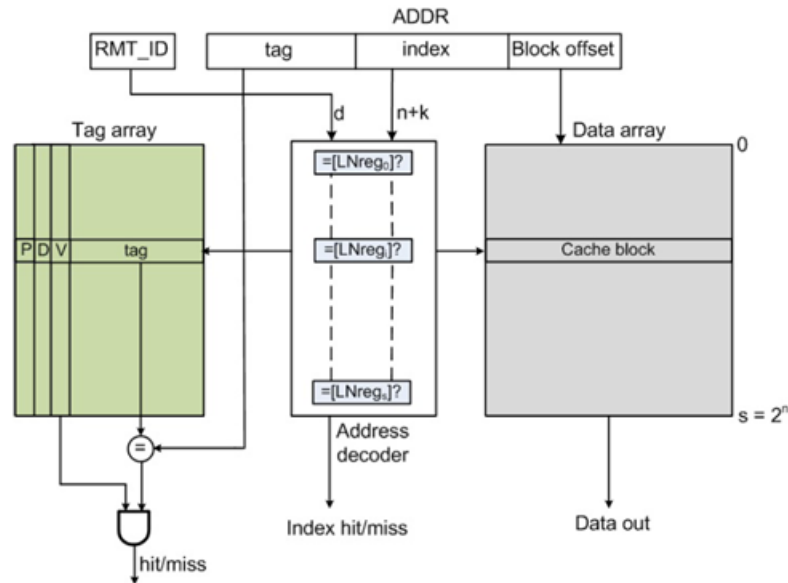 ADDR
RMT_ID
tag index Block offset
d n+k
Tag array
Data array
0
=[LNreg₀]?
P D V tag
=[LNregᵢ]?
Cache block
=[LNregₛ]?
s = 2ⁿ
=
Address
decoder
Index hit/miss
Data out
hit/miss